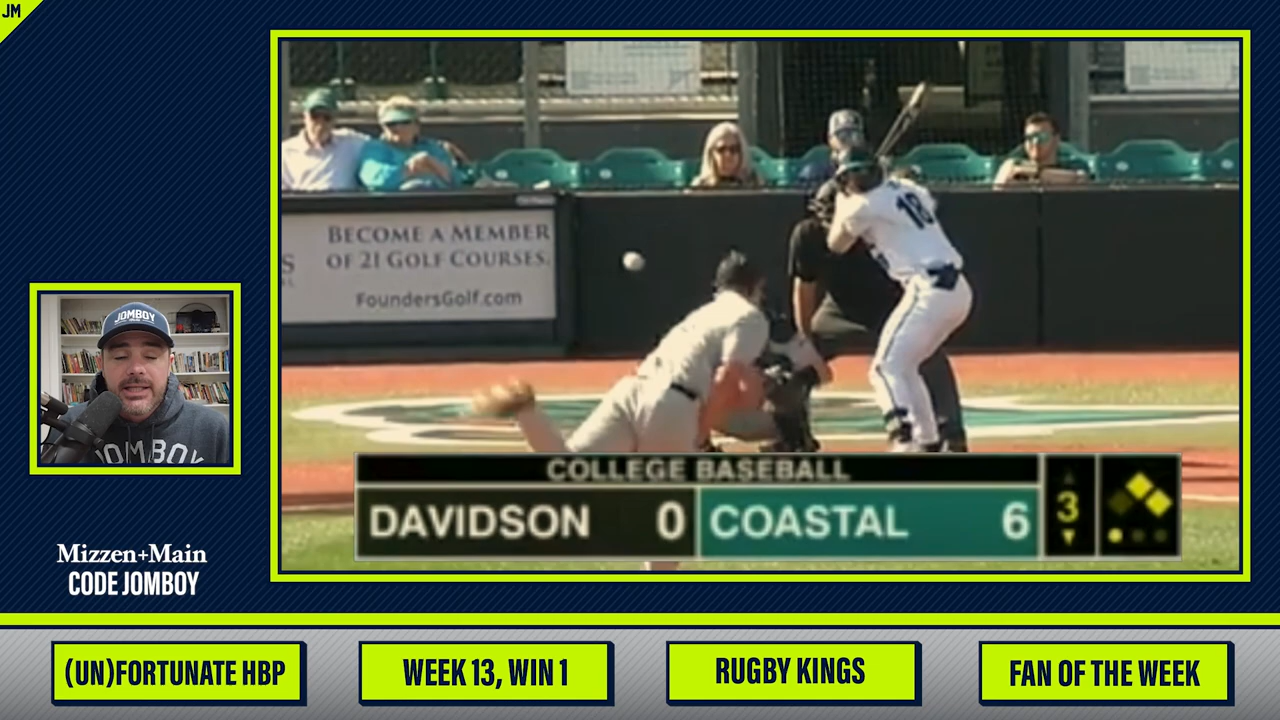 JM
BECOME A MEMBER
OF 21 GOLF COURSES.
FoundersGolf.com
18
JOMBOY
JOMBOY
COLLEGE BASEBALL
DAVIDSON 0 COASTAL 6 3
Mizzen+Main
CODE JOMBOY
(UN)FORTUNATE HBP
WEEK 13, WIN 1
RUGBY KINGS
FAN OF THE WEEK